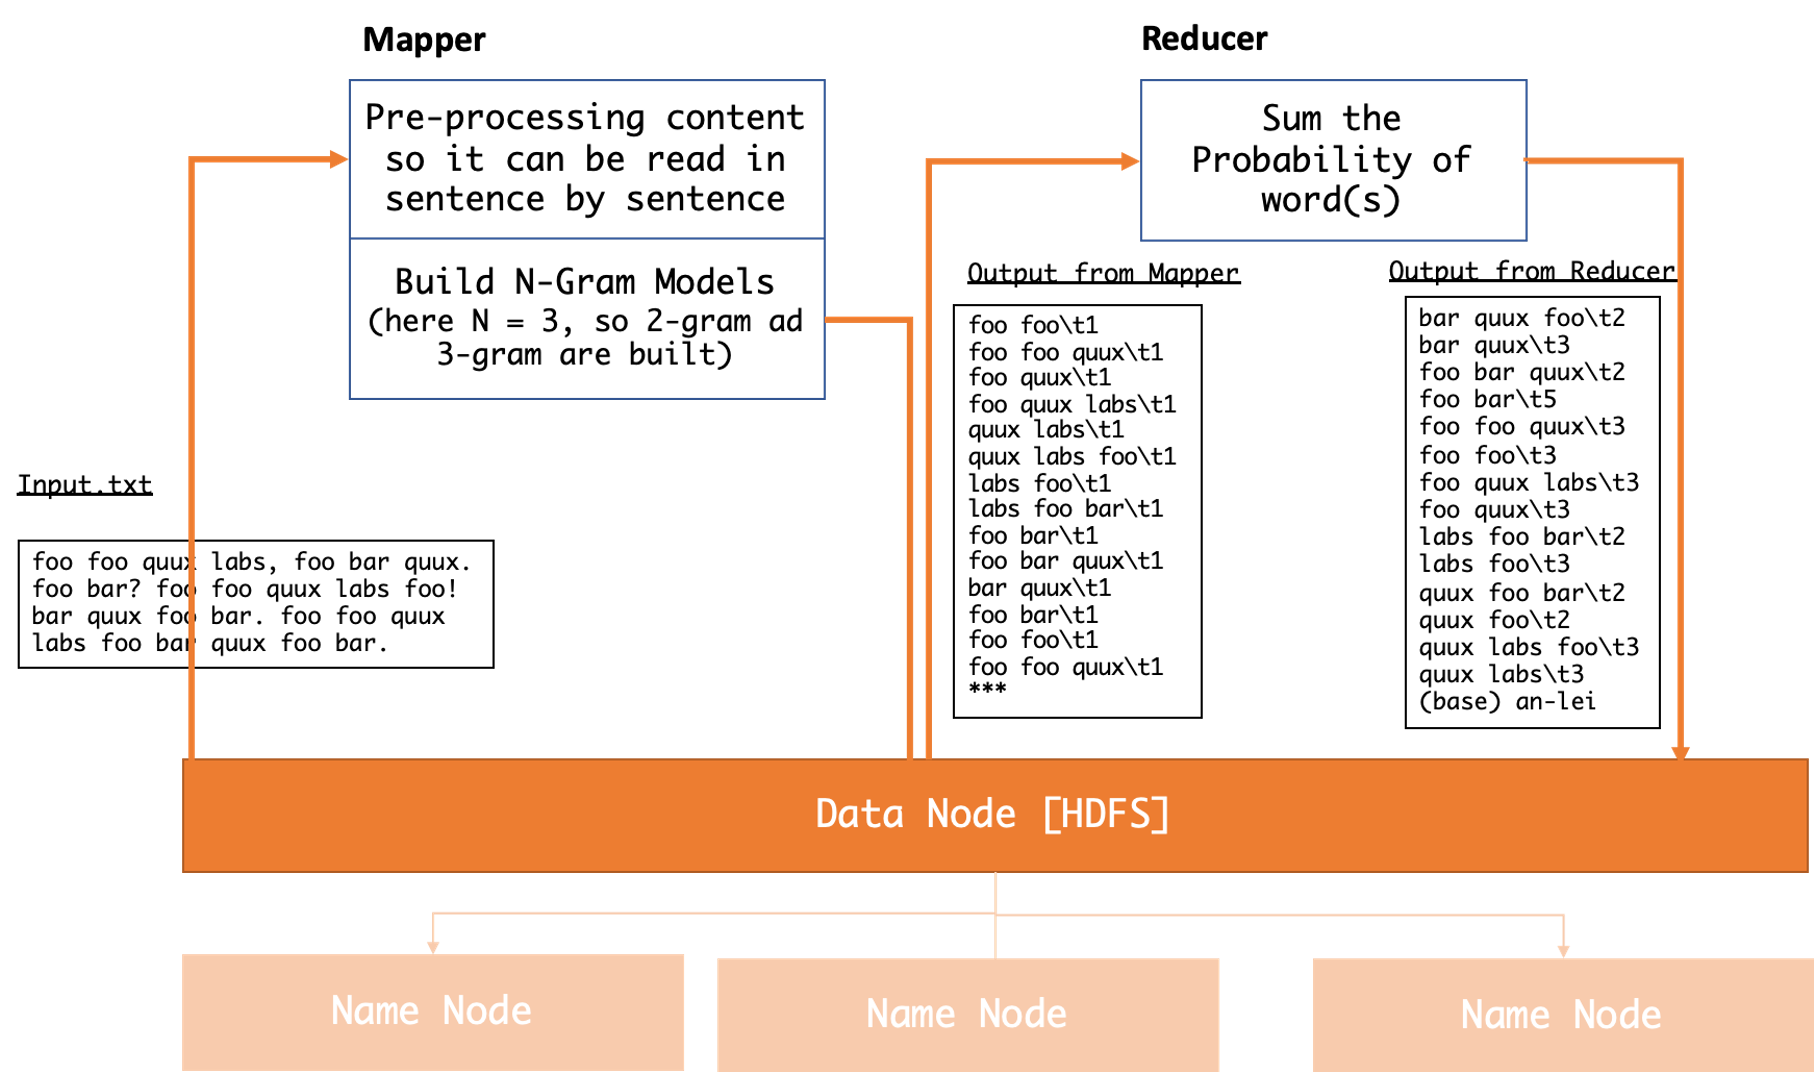 Mapper
Pre-processing content
so it can be read in
sentence by sentence
Build N-Gram Models
(here N = 3, so 2-gram ad
3-gram are built)
Input.txt
foo foo quux labs, foo bar quux.
foo bar? foo foo quux labs foo!
bar quux foo bar. foo foo quux
labs foo bar quux foo bar.
Reducer
Sum the
Probability of
word(s)
Output from Mapper
foo foo\t1
foo foo quux\t1
foo quux\t1
foo quux labs\t1
quux labs\t1
quux labs foo\t1
labs foo\t1
labs foo bar\t1
foo bar\t1
foo bar quux\t1
bar quux\t1
foo bar\t1
foo foo\t1
foo foo quux\t1
***
Output from Reducer
bar quux foo\t2
bar quux\t3
foo bar quux\t2
foo bar\t5
foo foo quux\t3
foo foo\t3
foo quux labs\t3
foo quux\t3
labs foo bar\t2
labs foo\t3
quux foo bar\t2
quux foo\t2
quux labs foo\t3
quux labs\t3
(base) an-lei
Data Node [HDFS]
Name Node
Name Node
Name Node